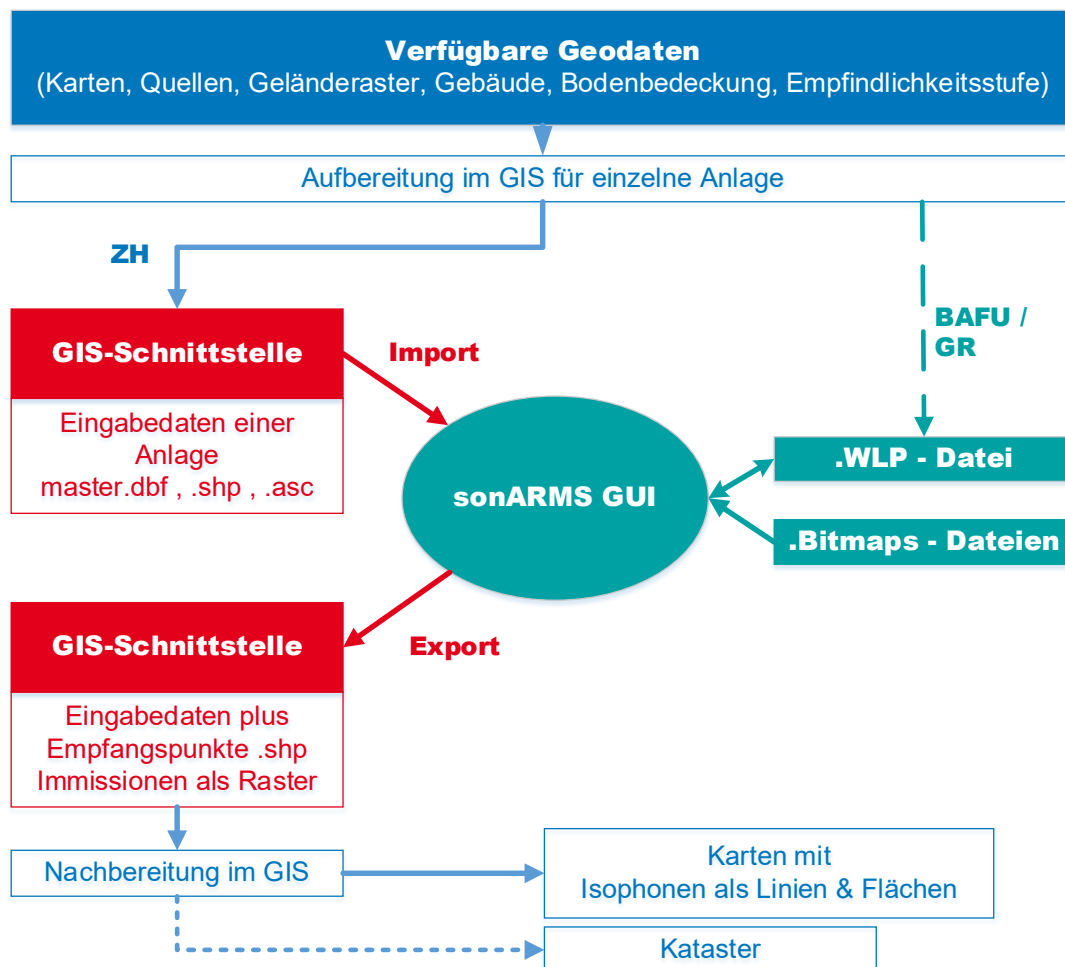 Verfügbare Geodaten
(Karten, Quellen, Geländeraster, Gebäude, Bodenbedeckung, Empfindlichkeitsstufe)
Aufbereitung im GIS für einzelne Anlage
ZH
BAFU /
GR
GIS-Schnittstelle
Import
Eingabedaten einer
Anlage
master.dbf , .shp , .asc
sonARMS GUI
.WLP - Datei
.Bitmaps - Dateien
GIS-Schnittstelle
Export
Eingabedaten plus
Empfangspunkte .shp
Immissionen als Raster
Nachbereitung im GIS
Karten mit
Isophonen als Linien & Flächen
Kataster